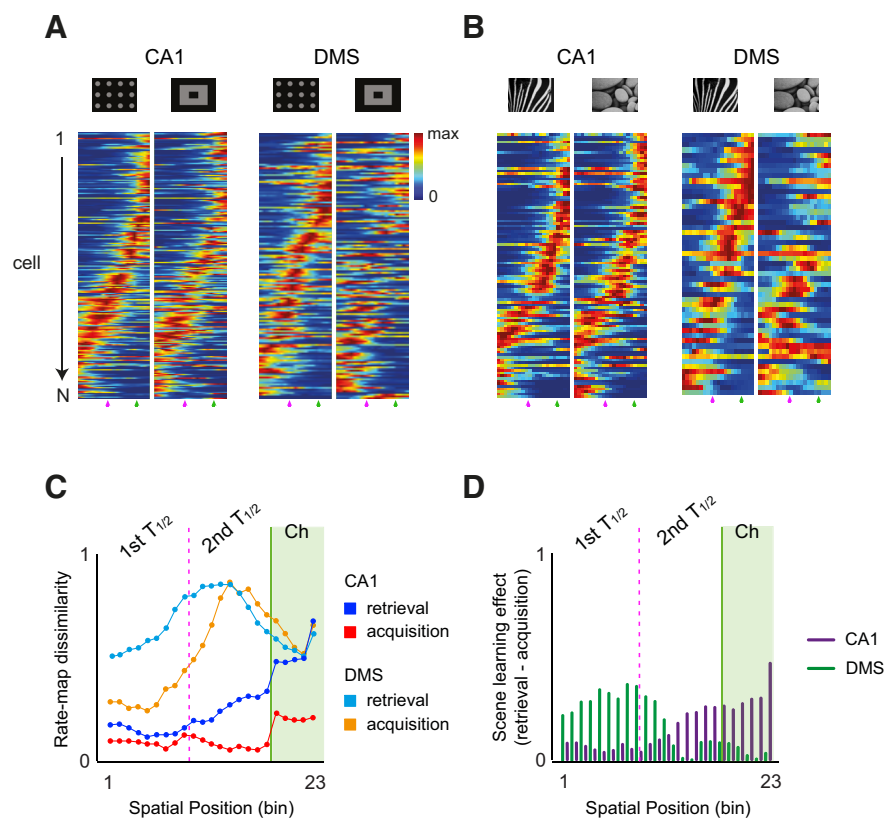 A
CA1
DMS
1
cell
N
max
0
B
CA1
DMS
C
1st T1/2
2nd T1/2
Ch
1
0
Rate-map dissimilarity
1
23
Spatial Position (bin)
CA1
retrieval
acquisition
DMS
retrieval
acquisition
D
1st T1/2
2nd T1/2
Ch
1
0
Scene learning effect
(retrieval - acquisition)
1
23
Spatial Position (bin)
CA1
DMS